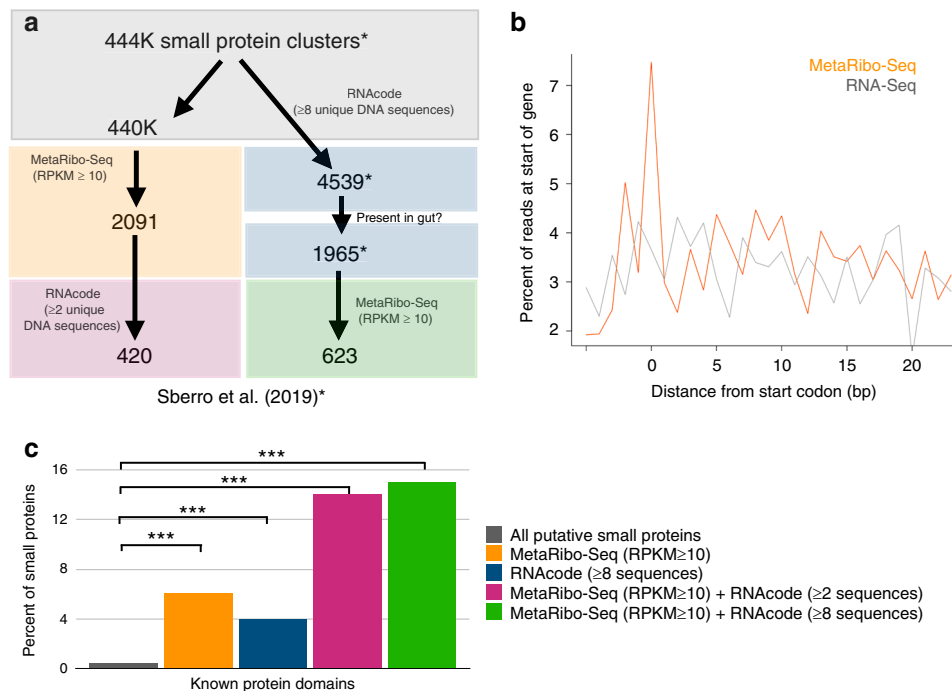 a
444K small protein clusters*
RNAcode
(≥8 unique DNA sequences)
440K
MetaRibo-Seq
(RPKM ≥ 10)
4539*
Present in gut?
2091
1965*
RNAcode
(≥2 unique
DNA sequences)
MetaRibo-Seq
(RPKM ≥ 10)
420
623
Sberro et al. (2019)*
b
MetaRibo-Seq
RNA-Seq
Percent of reads at start of gene
7
6
5
4
3
2
0
5
10
15
20
Distance from start codon (bp)
c
Percent of small proteins
16
12
8
4
0
***
***
***
***
Known protein domains
All putative small proteins
MetaRibo-Seq (RPKM≥10)
RNAcode (≥8 sequences)
MetaRibo-Seq (RPKM≥10) + RNAcode (≥2 sequences)
MetaRibo-Seq (RPKM≥10) + RNAcode (≥8 sequences)